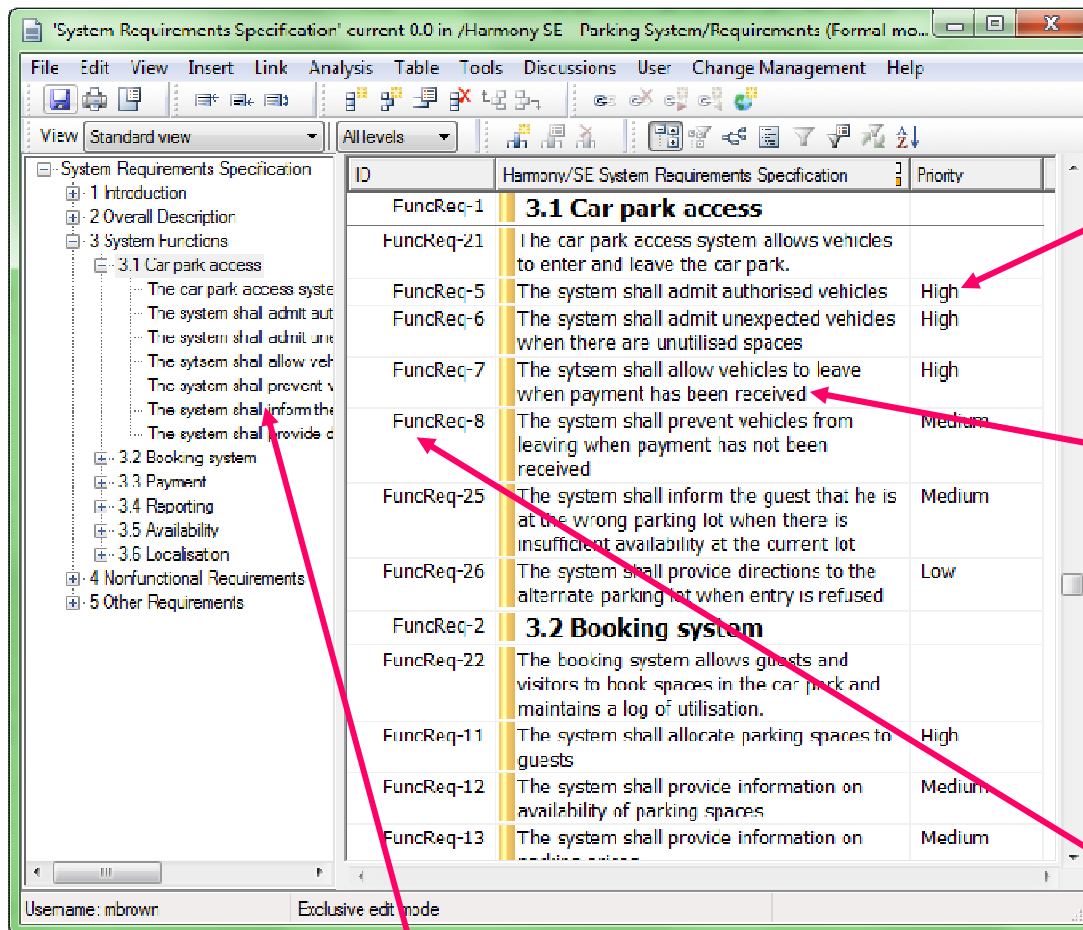 'System Requirements Specification' current 0.0 in /Harmony SE Parking System/Requirements (Formal mo...
File Edit View Insert Link Analysis Table Tools Discussions User Change Management Help
View Standard view All levels
System Requirements Specification
1 Introduction
2 Overall Description
3 System Functions
3.1 Car park access
The car park access syste
The system shall admit aut
The system shall admit une
The sytsem shall allow veh
The system shall prevent v
The system shall inform the
The system shall provide d
3.2 Booking system
3.3 Payment
3.4 Reporting
3.5 Availability
3.6 Localisation
4 Nonfunctional Requirements
5 Other Requirements
ID Harmony/SE System Requirements Specification Priority
FuncReq-1 3.1 Car park access
FuncReq-21 The car park access system allows vehicles
to enter and leave the car park.
FuncReq-5 The system shall admit authorised vehicles High
FuncReq-6 The system shall admit unexpected vehicles High
when there are unutilised spaces
FuncReq-7 The sytsem shall allow vehicles to leave High
when payment has been received
FuncReq-8 The system shall prevent vehicles from Medium
leaving when payment has not been
received
FuncReq-25 The system shall inform the guest that he is Medium
at the wrong parking lot when there is
insufficient availability at the current lot
FuncReq-26 The system shall provide directions to the Low
alternate parking lot when entry is refused
FuncReq-2 3.2 Booking system
FuncReq-22 The booking system allows guests and
visitors to book spaces in the car park and
maintains a log of utilisation.
FuncReq-11 The system shall allocate parking spaces to High
guests
FuncReq-12 The system shall provide information on Medium
availability of parking spaces
FuncReq-13 The system shall provide information on Medium
Username: mbrown Exclusive edit mode